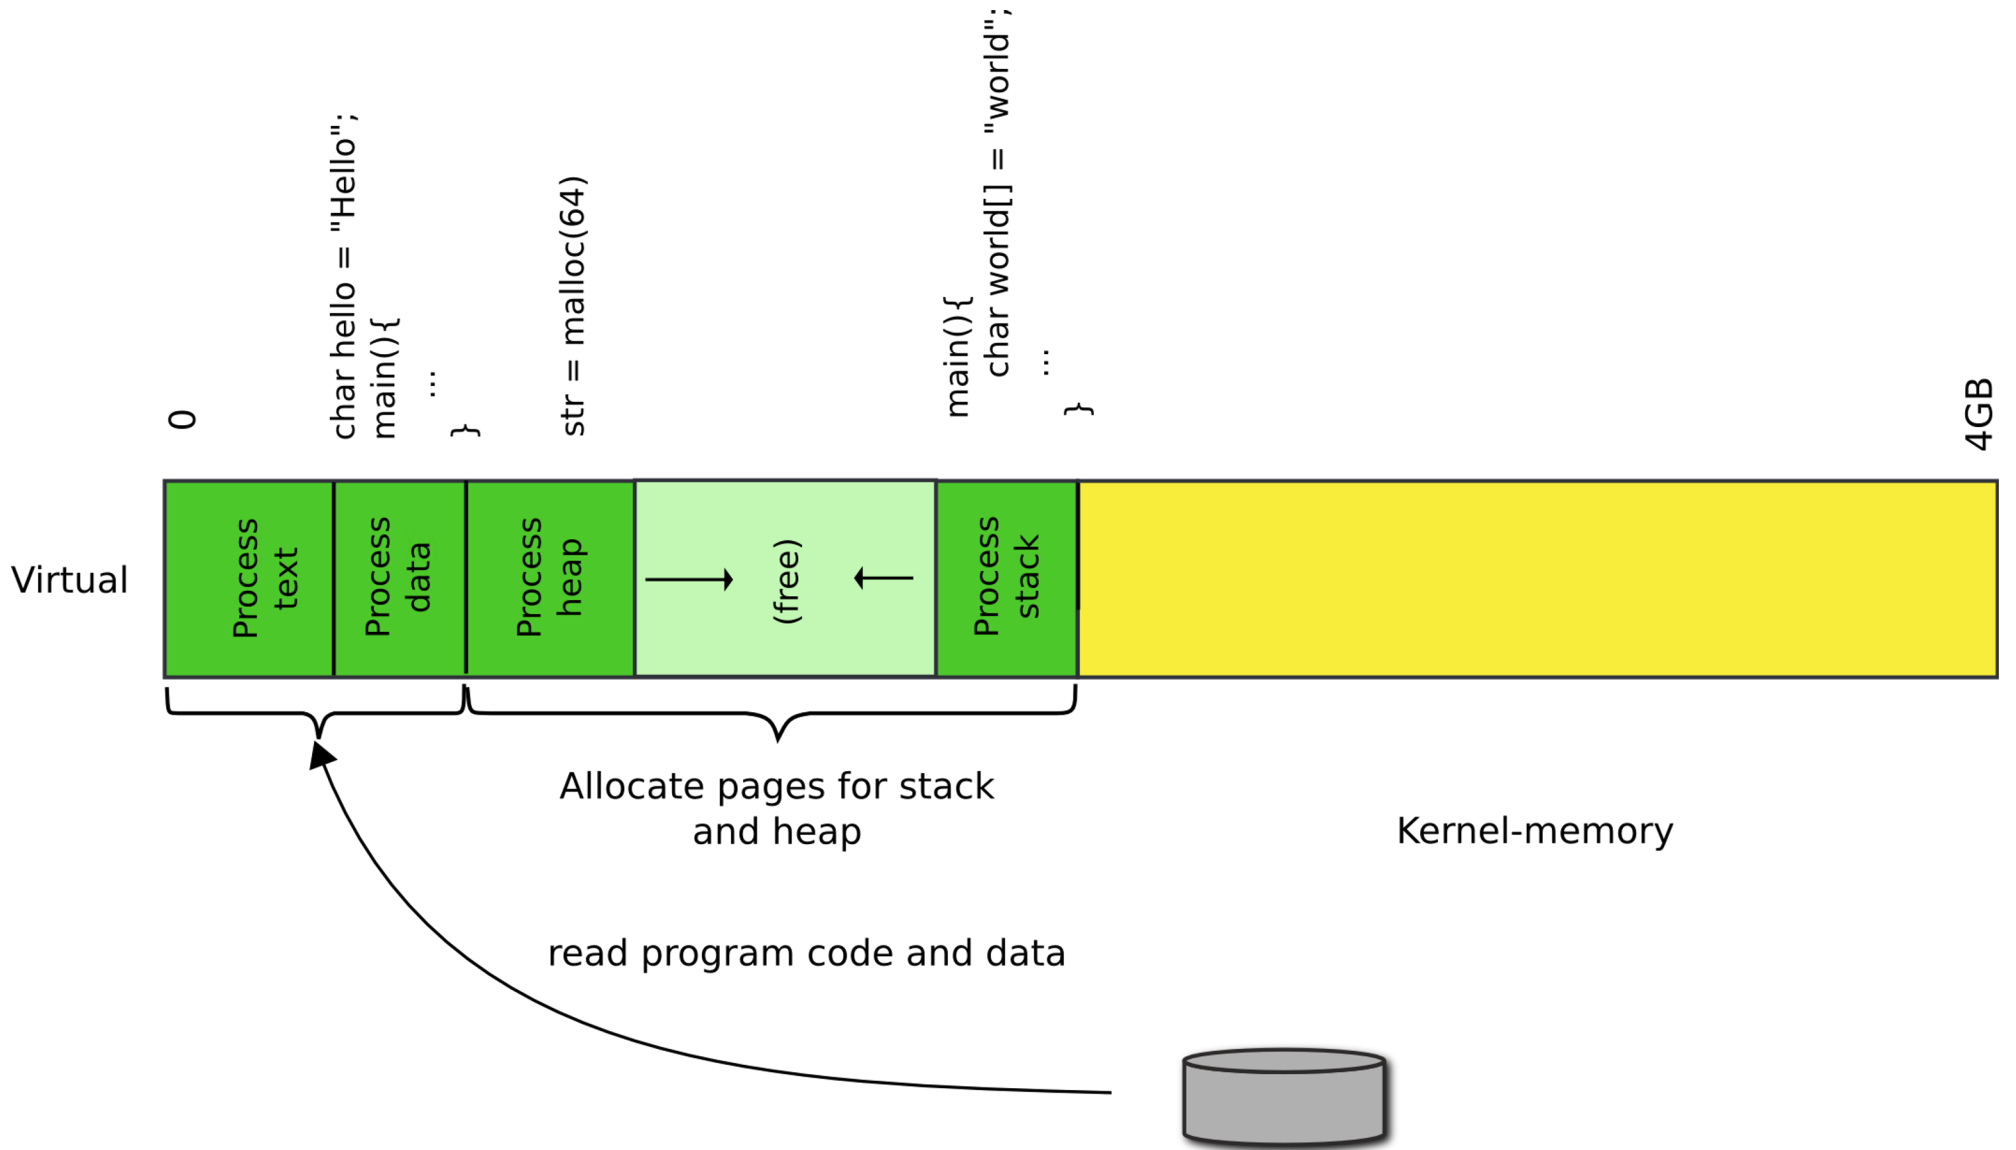 0
char hello = "Hello";
main(){
...
}
str = malloc(64)
main(){
char world[] = "world";
...
}
4GB
Virtual
Process
text
Process
data
Process
heap
(free)
Process
stack
Allocate pages for stack
and heap
Kernel-memory
read program code and data